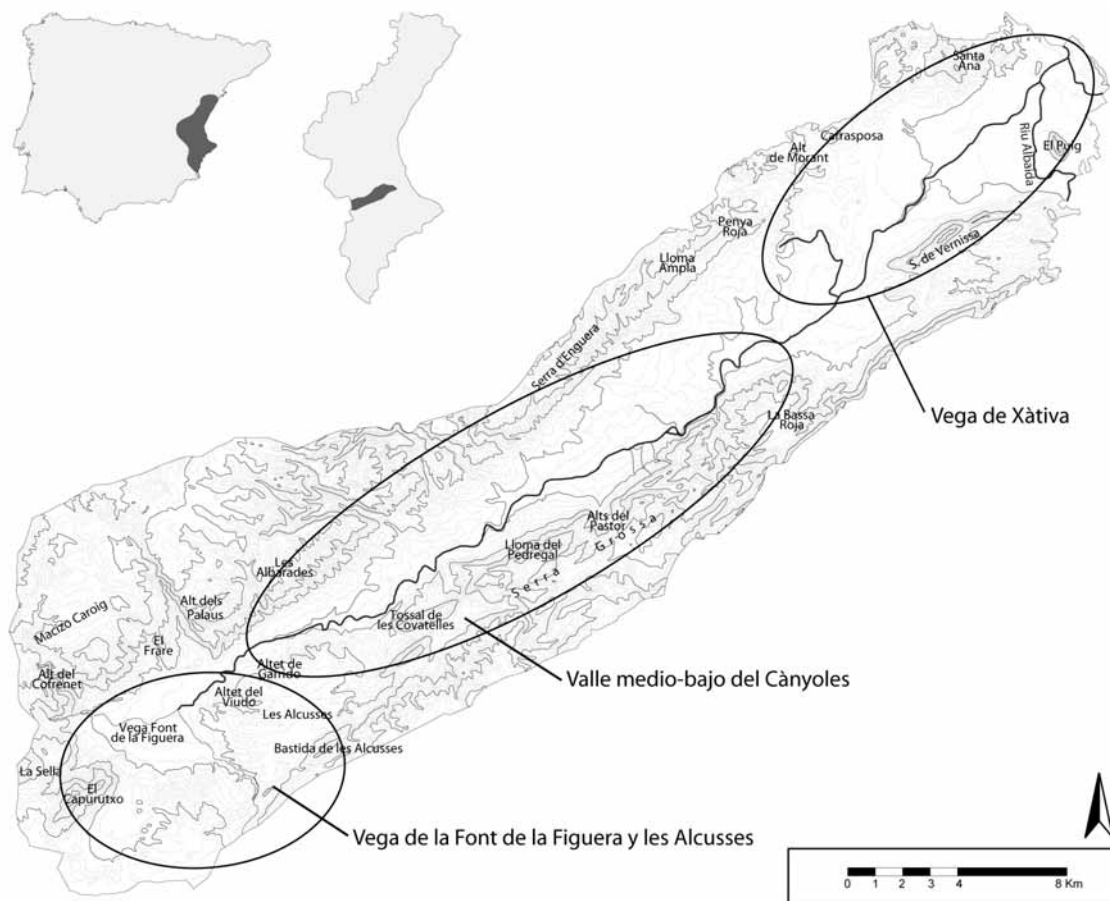 Santa
Ana
Carrasposa
Alt
de Morant
Riu Albaida
El Puig
Penya
Roja
S. de Vernissa
Lloma
Ampla
Serra d'Enguera
Vega de Xàtiva
La Bassa
Roja
Alts del
Pastor
Lloma del
Pedregal
Serra Grossa
Les
Albarades
Alt dels
Palaus
Tossal de
les Covatelles
Macizo Caroig
El
Frare
Alt del
Cofrenet
Altet de
Garrido
Valle medio-bajo del Cànyoles
Altet del
Viudo
Les Alcusses
Vega Font
de la Figuera
Bastida de les Alcusses
La Sella
El
Capurutxo
Vega de la Font de la Figuera y les Alcusses
0 1 2 3 4 8 Km